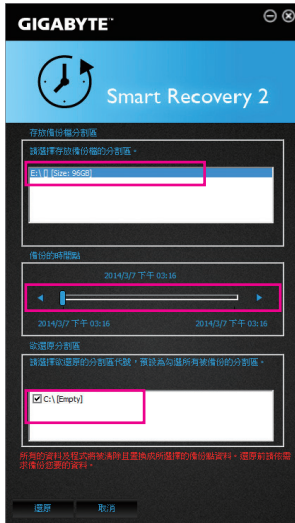 GIGABYTE™
Smart Recovery 2
存放備份檔分割區
請選擇存放備份檔的分割區。
E:\ [] [Size: 96GB]
備份的時間點
2014/3/7 下午 03:16
2014/3/7 下午 03:16
2014/3/7 下午 03:16
欲還原分割區
請選擇欲還原的分割區代號，預設為勾選所有被備份的分割區。
C:\ [Empty]
所有的資料及程式將被清除且置換成所選擇的備份點資料。還原前請依需
求備份您要的資料。
還原
取消